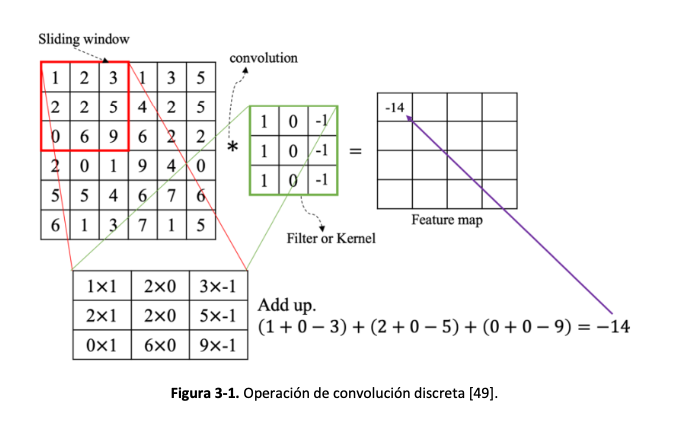 Sliding window
convolution
1 2 3 1 3 5
2 2 5 4 2 5
0 6 9 6 2 2
2 0 1 9 4 0
5 5 4 6 7 6
6 1 3 7 1 5
*
1 0 -1
1 0 -1
1 0 -1
=
-14
Filter or Kernel
Feature map
1×1 2×0 3×-1
2×1 2×0 5×-1
0×1 6×0 9×-1
Add up.
(1 + 0 − 3) + (2 + 0 − 5) + (0 + 0 − 9) = −14
Figura 3-1. Operación de convolución discreta [49].